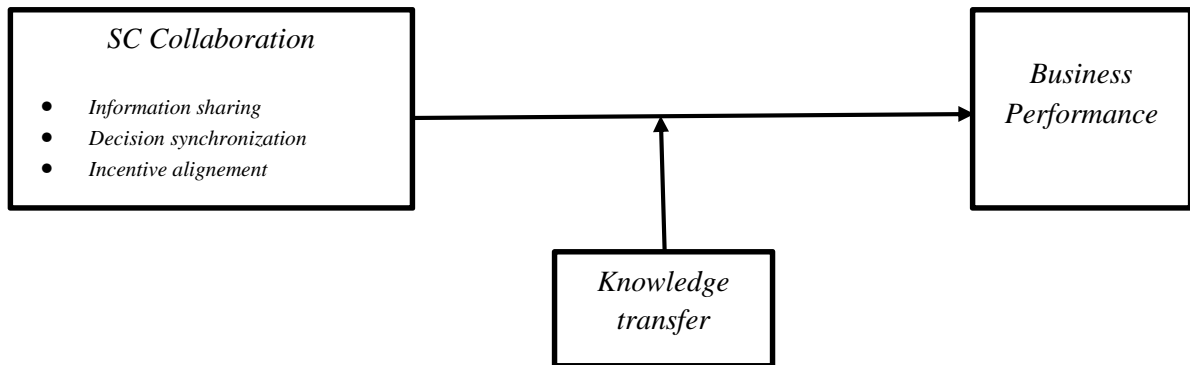 SC Collaboration
• Information sharing
• Decision synchronization
• Incentive alignement
Business
Performance
Knowledge
transfer